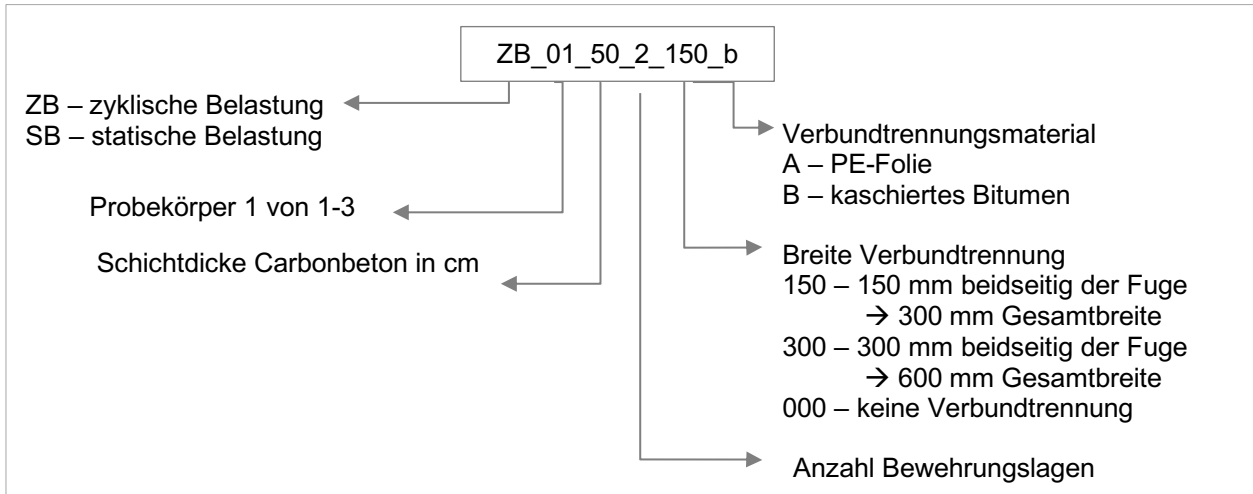 ZB_01_50_2_150_b
ZB – zyklische Belastung
SB – statische Belastung
Probekörper 1 von 1-3
Schichtdicke Carbonbeton in cm
Verbundtrennungsmaterial
A – PE-Folie
B – kaschiertes Bitumen
Breite Verbundtrennung
150 – 150 mm beidseitig der Fuge
→ 300 mm Gesamtbreite
300 – 300 mm beidseitig der Fuge
→ 600 mm Gesamtbreite
000 – keine Verbundtrennung
Anzahl Bewehrungslagen